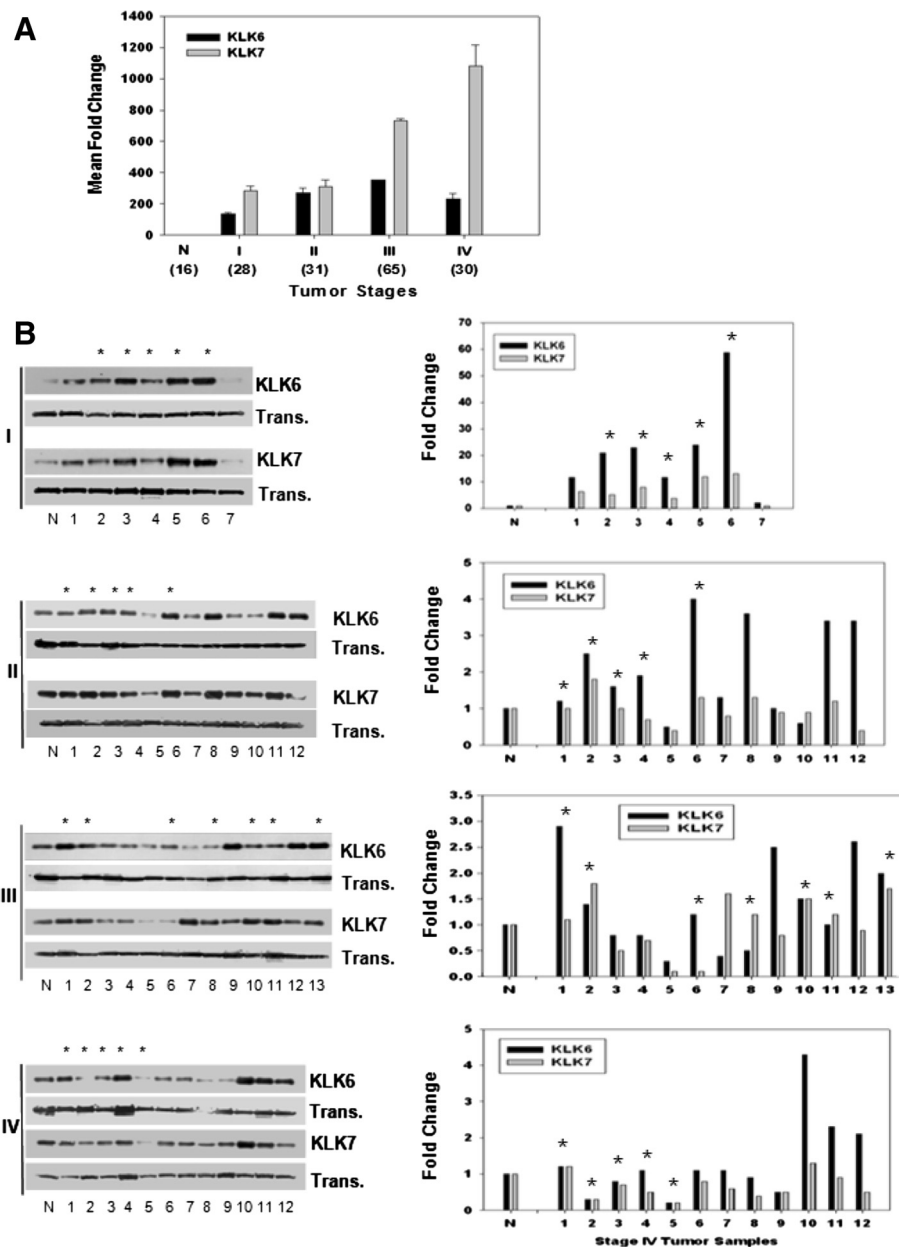 A
1400
1200
1000
800
600
400
200
0
Mean Fold Change
KLK6
KLK7
N I II III IV
(16) (28) (31) (65) (30)
Tumor Stages
B
I
* * * * *
KLK6
Trans.
KLK7
Trans.
N 1 2 3 4 5 6 7
70
60
50
40
30
20
10
0
Fold Change
KLK6
KLK7
* * * * *
N 1 2 3 4 5 6 7
II
* * * * *
KLK6
Trans.
KLK7
Trans.
N 1 2 3 4 5 6 7 8 9 10 11 12
5
4
3
2
1
0
Fold Change
KLK6
KLK7
* * * * *
N 1 2 3 4 5 6 7 8 9 10 11 12
III
* * * * * * *
KLK6
Trans.
KLK7
Trans.
N 1 2 3 4 5 6 7 8 9 10 11 12 13
3.5
3.0
2.5
2.0
1.5
1.0
0.5
0.0
Fold Change
KLK6
KLK7
* * * * * * *
N 1 2 3 4 5 6 7 8 9 10 11 12 13
IV
* * * * *
KLK6
Trans.
KLK7
Trans.
N 1 2 3 4 5 6 7 8 9 10 11 12
5
4
3
2
1
0
Fold Change
KLK6
KLK7
* * * * *
N 1 2 3 4 5 6 7 8 9 10 11 12
Stage IV Tumor Samples